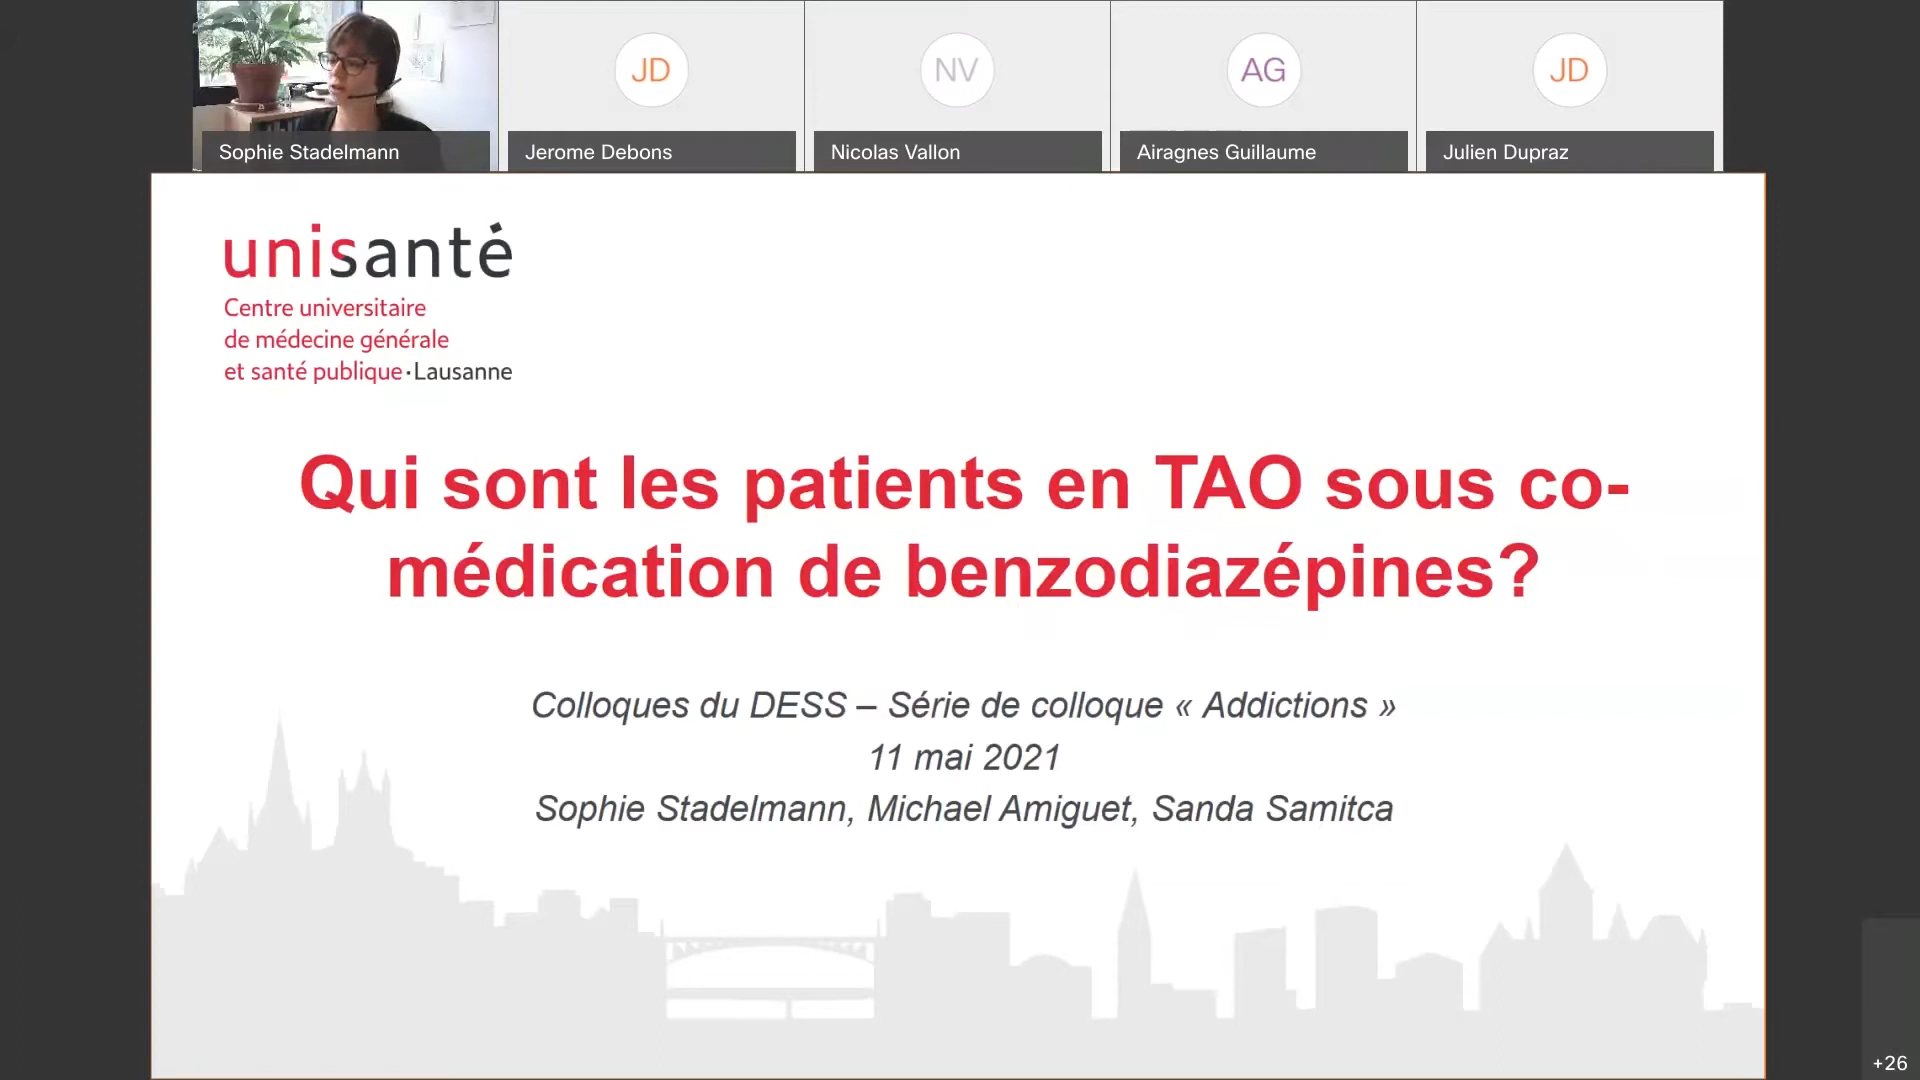 JD
NV
AG
JD
Sophie Stadelmann
Jerome Debons
Nicolas Vallon
Airagnes Guillaume
Julien Dupraz
unisanté
Centre universitaire
de médecine générale
et santé publique·Lausanne
Qui sont les patients en TAO sous co-
médication de benzodiazépines?
Colloques du DESS – Série de colloque « Addictions »
11 mai 2021
Sophie Stadelmann, Michael Amiguet, Sanda Samitca
+26